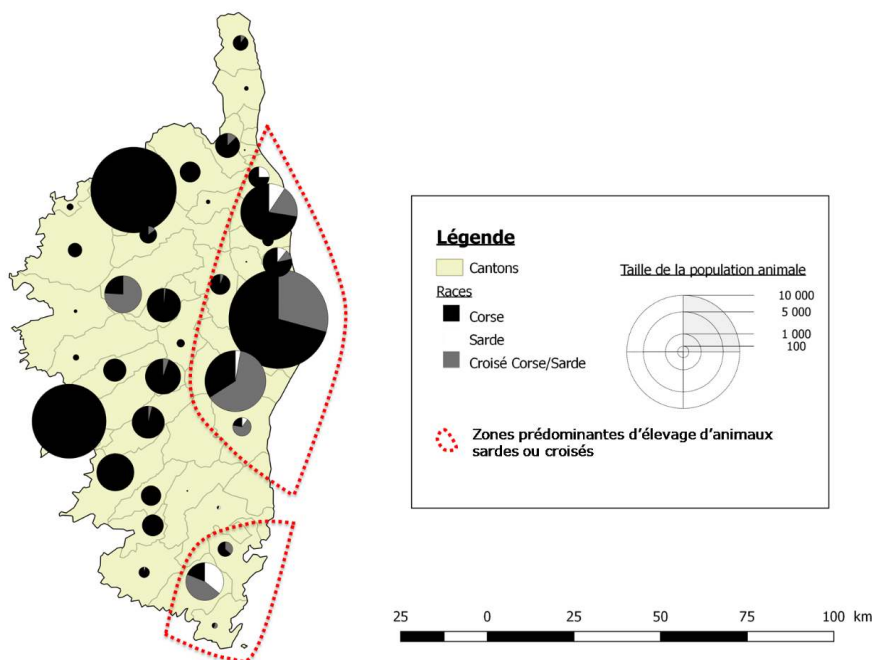 Légende
Cantons
Races
Corse
Sarde
Croisé Corse/Sarde
Taille de la population animale
10 000
5 000
1 000
100
Zones prédominantes d’élevage d’animaux
sardes ou croisés
25 0 25 50 75 100 km